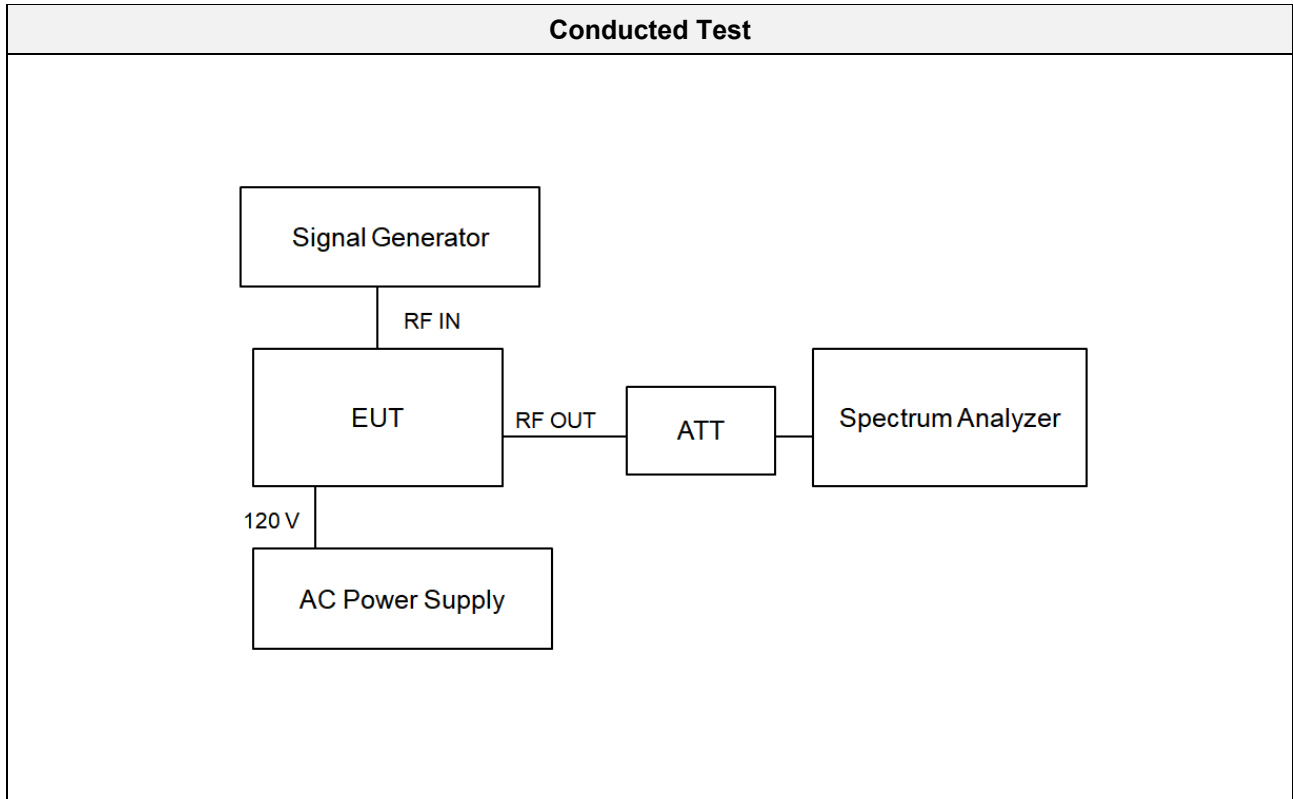 Conducted Test
Signal Generator
RF IN
EUT
RF OUT
ATT
Spectrum Analyzer
120 V
AC Power Supply